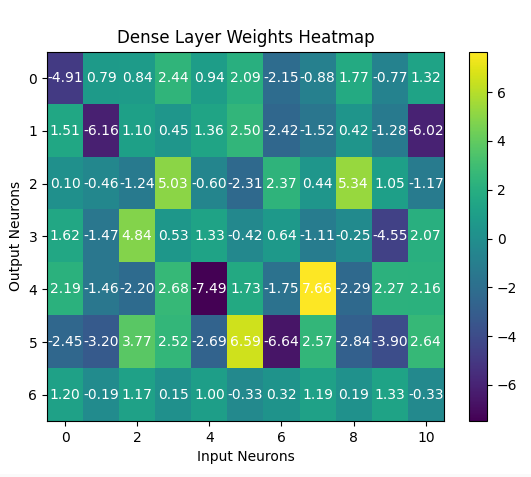 Dense Layer Weights Heatmap
0 -4.91 0.79 0.84 2.44 0.94 2.09 -2.15 -0.88 1.77 -0.77 1.32
1 1.51 -6.16 1.10 0.45 1.36 2.50 -2.42 -1.52 0.42 -1.28 -6.02
2 0.10 -0.46 -1.24 5.03 -0.60 -2.31 2.37 0.44 5.34 1.05 -1.17
3 1.62 -1.47 4.84 0.53 1.33 -0.42 0.64 -1.11 -0.25 -4.55 2.07
4 2.19 -1.46 -2.20 2.68 -7.49 1.73 -1.75 7.66 -2.29 2.27 2.16
5 -2.45 -3.20 3.77 2.52 -2.69 6.59 -6.64 2.57 -2.84 -3.90 2.64
6 1.20 -0.19 1.17 0.15 1.00 -0.33 0.32 1.19 0.19 1.33 -0.33
0 2 4 6 8 10
Input Neurons
Output Neurons
6
4
2
0
−2
−4
−6